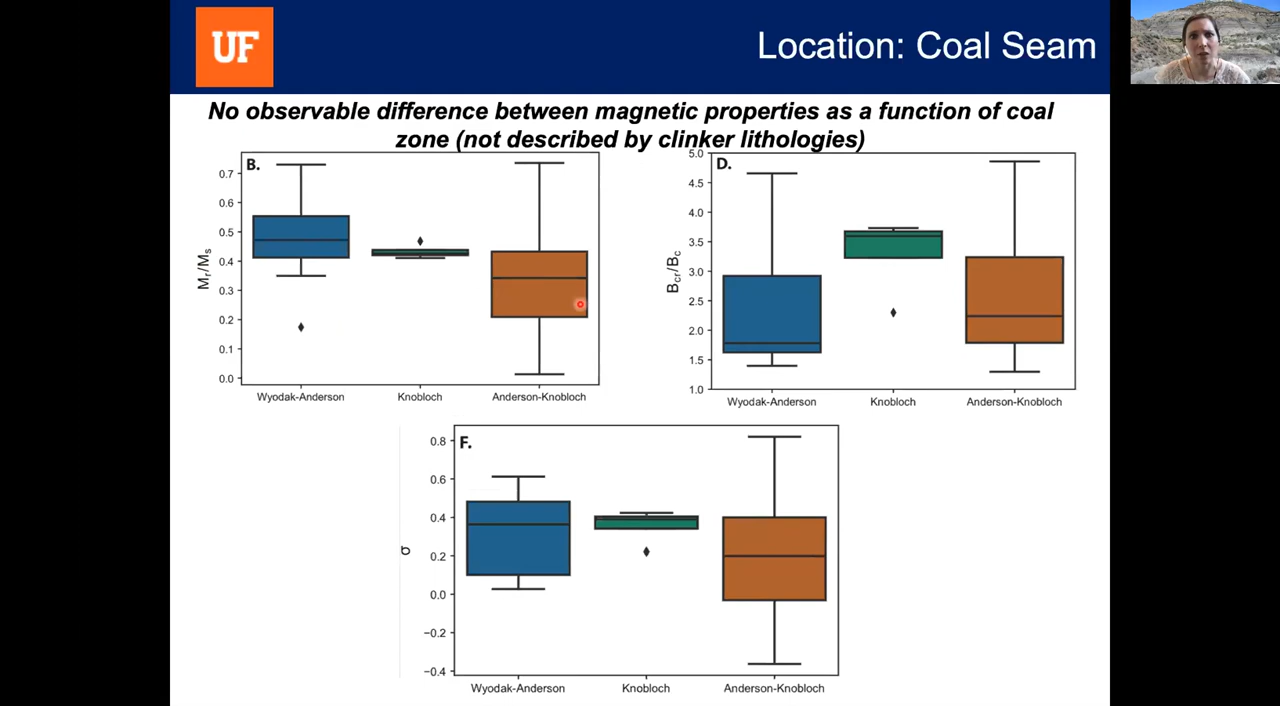 UF
Location: Coal Seam
No observable difference between magnetic properties as a function of coal
zone (not described by clinker lithologies)
B.
0.7
0.6
0.5
0.4
0.3
0.2
0.1
0.0
Mr/Ms
Wyodak-Anderson
Knobloch
Anderson-Knobloch
D.
5.0
4.5
4.0
3.5
3.0
2.5
2.0
1.5
1.0
Bcr/Bc
Wyodak-Anderson
Knobloch
Anderson-Knobloch
F.
0.8
0.6
0.4
0.2
0.0
−0.2
−0.4
σ
Wyodak-Anderson
Knobloch
Anderson-Knobloch